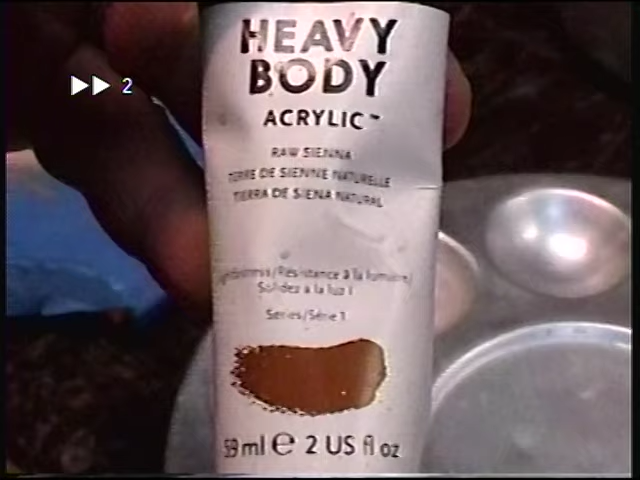 HEAVY
BODY
▶▶ 2
ACRYLIC™
RAW SIENNA
TERRE DE SIENNE NATURELLE
TIERRA DE SIENA NATURAL
Lightfastness/Résistance à la lumière/
Solidez a la luz I
Series/Série 1
59 ml ℮ 2 US fl oz